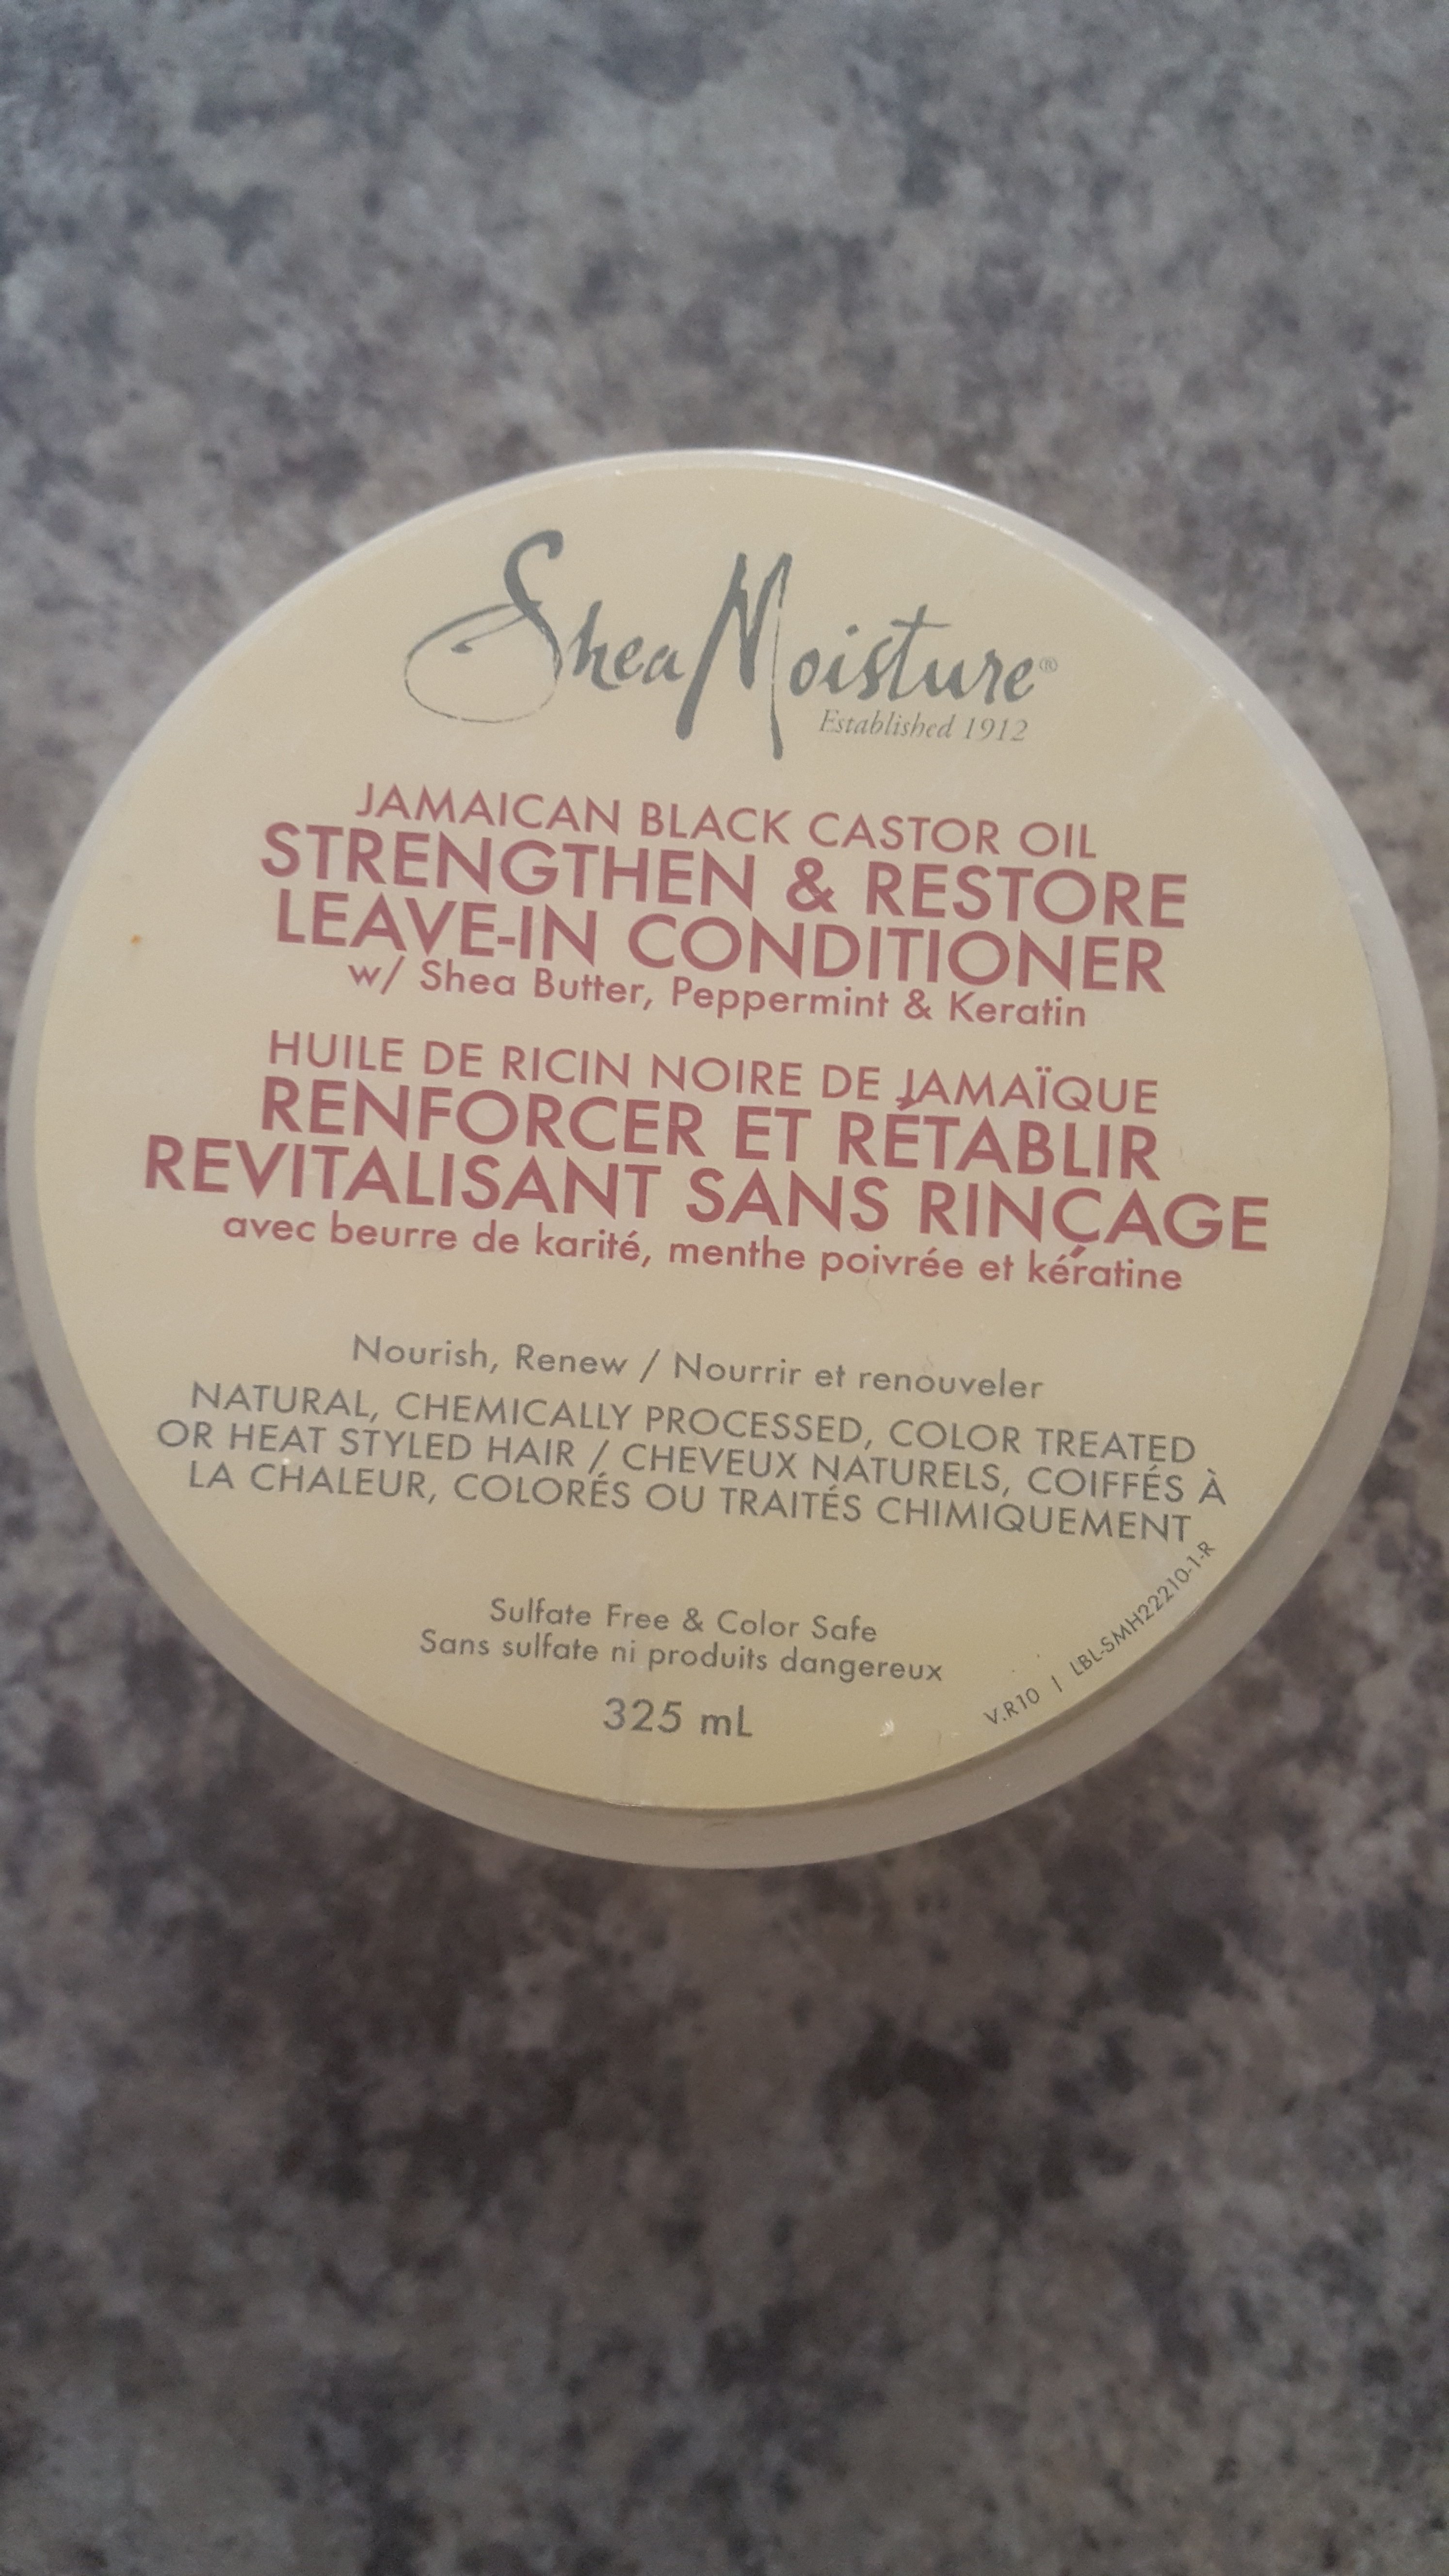 SheaMoisture®
Established 1912
JAMAICAN BLACK CASTOR OIL
STRENGTHEN & RESTORE
LEAVE-IN CONDITIONER
w/ Shea Butter, Peppermint & Keratin
HUILE DE RICIN NOIRE DE JAMAÏQUE
RENFORCER ET RÉTABLIR
REVITALISANT SANS RINÇAGE
avec beurre de karité, menthe poivrée et kératine
Nourish, Renew / Nourrir et renouveler
NATURAL, CHEMICALLY PROCESSED, COLOR TREATED
OR HEAT STYLED HAIR / CHEVEUX NATURELS, COIFFÉS À
LA CHALEUR, COLORÉS OU TRAITÉS CHIMIQUEMENT
Sulfate Free & Color Safe
Sans sulfate ni produits dangereux
325 mL
V.R10 | LBL-SMH22210-1-R